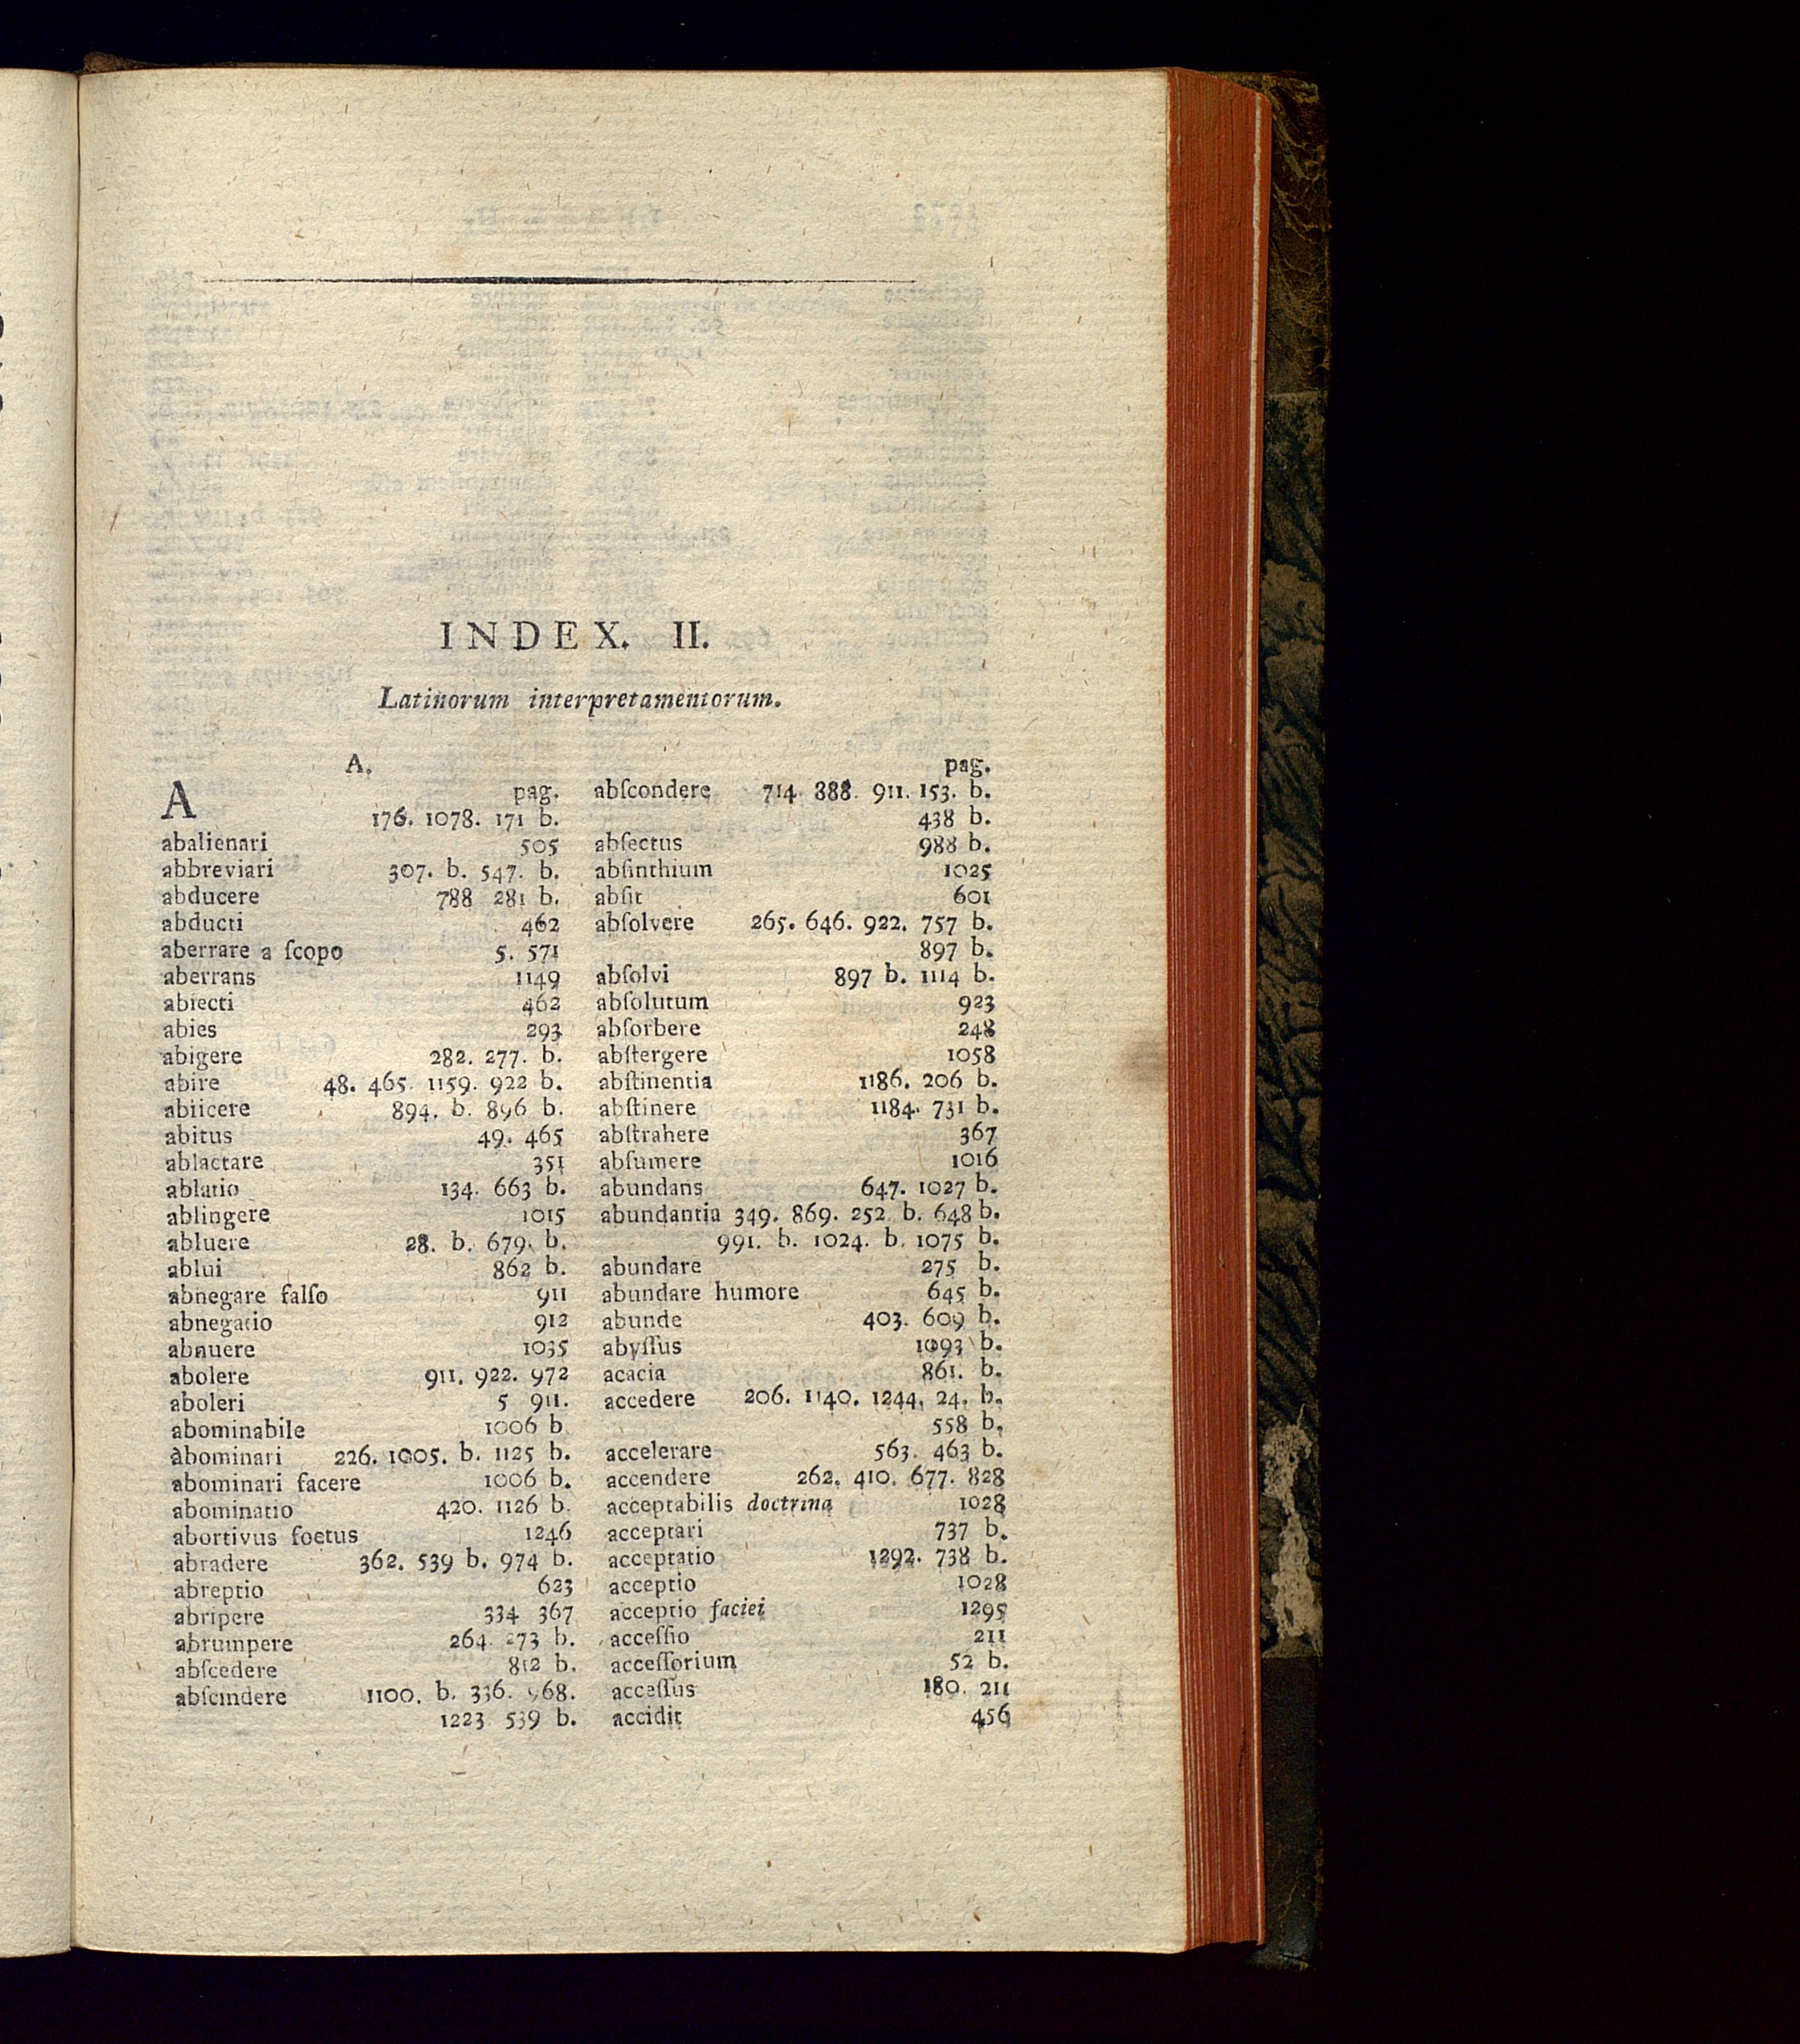 INDEX. II.
Latinorum interpretamentorum.
A.
pag.
A 176. 1078. 171 b.
abalienari 505
abbreviari 307. b. 547. b.
abducere 788 281 b.
abducti 462
aberrare a ſcopo 5. 571
aberrans 1149
abiecti 462
abies 293
abigere 282. 277. b.
abire 48. 465. 1159. 922 b.
abiicere 894. b. 896 b.
abitus 49. 465
ablactare 351
ablatio 134. 663 b.
ablingere 1015
abluere 28. b. 679. b.
ablui 862 b.
abnegare falſo 911
abnegatio 912
abnuere 1035
abolere 911. 922. 972
aboleri 5 911.
abominabile 1006 b
abominari 226. 1005. b. 1125 b.
abominari facere 1006 b.
abominatio 420. 1126 b.
abortivus foetus 1246
abradere 362. 539 b. 974 b.
abreptio 623
abripere 334 367
abrumpere 264. 273 b.
abſcedere 812 b.
abſcindere 1100. b. 336. 968.
1223 539 b.
pag.
abſcondere 714. 888. 911. 153. b.
438 b.
abſectus 988 b.
abſinthium 1025
abſit 601
abſolvere 265. 646. 922. 757 b.
897 b.
abſolvi 897 b. 1114 b.
abſolutum 923
abſorbere 248
abſtergere 1058
abſtinentia 1186. 206 b.
abſtinere 1184. 731 b.
abſtrahere 367
abſumere 1016
abundans 647. 1027 b.
abundantia 349. 869. 252 b. 648 b.
991. b. 1024. b. 1075 b.
abundare 275 b.
abundare humore 645 b.
abunde 403. 609 b.
abyſſus 1093 b.
acacia 861. b.
accedere 206. 1140. 1244. 24. b.
558 b.
accelerare 563. 463 b.
accendere 262. 410. 677. 828
acceptabilis doctrina 1028
acceptari 737 b.
acceptatio 1292. 738 b.
acceptio 1028
acceptio faciei 1295
acceſſio 211
acceſſorium 52 b.
acceſſus 180. 211
accidit 456